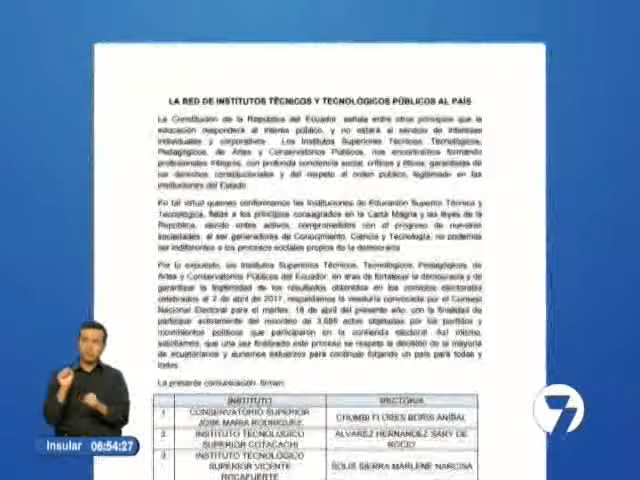 LA RED DE INSTITUTOS TÉCNICOS Y TECNOLÓGICOS PÚBLICOS AL PAÍS
La Constitución de la República del Ecuador señala entre otros principios que la
educación responderá al interés público, y no estará al servicio de intereses
individuales y corporativos. Los Institutos Superiores Técnicos, Tecnológicos,
Pedagógicos, de Artes y Conservatorios Públicos, nos encontramos formando
profesionales íntegros, con profunda conciencia social, críticos y éticos, garantistas de
los derechos constitucionales y del respeto al orden público, legitimado en las
instituciones del Estado.
En tal virtud quienes conformamos las Instituciones de Educación Superior Técnica y
Tecnológica, fieles a los principios consagrados en la Carta Magna y las leyes de la
República, siendo entes activos, comprometidos con el progreso de nuestras
sociedades, al ser generadores de Conocimiento, Ciencia y Tecnología, no podemos
ser indiferentes a los procesos sociales propios de la democracia.
Por lo expuesto, los Institutos Superiores Técnicos, Tecnológicos, Pedagógicos, de
Artes y Conservatorios Públicos del Ecuador, en aras de fortalecer la democracia y de
garantizar la legitimidad de los resultados obtenidos en los comicios electorales
celebrados el 2 de abril de 2017, respaldamos la veeduría convocada por el Consejo
Nacional Electoral para el martes, 18 de abril del presente año, con la finalidad de
participar activamente del reconteo de actas objetadas por los partidos y
movimientos políticos que participaron en la contienda electoral. Así mismo,
solicitamos, que una vez finalizado este proceso se respete la decisión de la mayoría
de ecuatorianos y aunemos esfuerzos para continuar forjando un país para todas y
todos.
La presente comunicación firman:
INSTITUTO RECTOR/A
1 CONSERVATORIO SUPERIOR JOSE MARIA RODRIGUEZ CHUMBI FLORES BORIS ANIBAL
2 INSTITUTO TECNOLOGICO SUPERIOR COTACACHI ALVAREZ HERNANDEZ SARY DE ROCIO
3 INSTITUTO TECNOLOGICO SUPERIOR VICENTE ROCAFUERTE SOLIS SIERRA MARLENE NARCISA
Insular 06:54:27
7